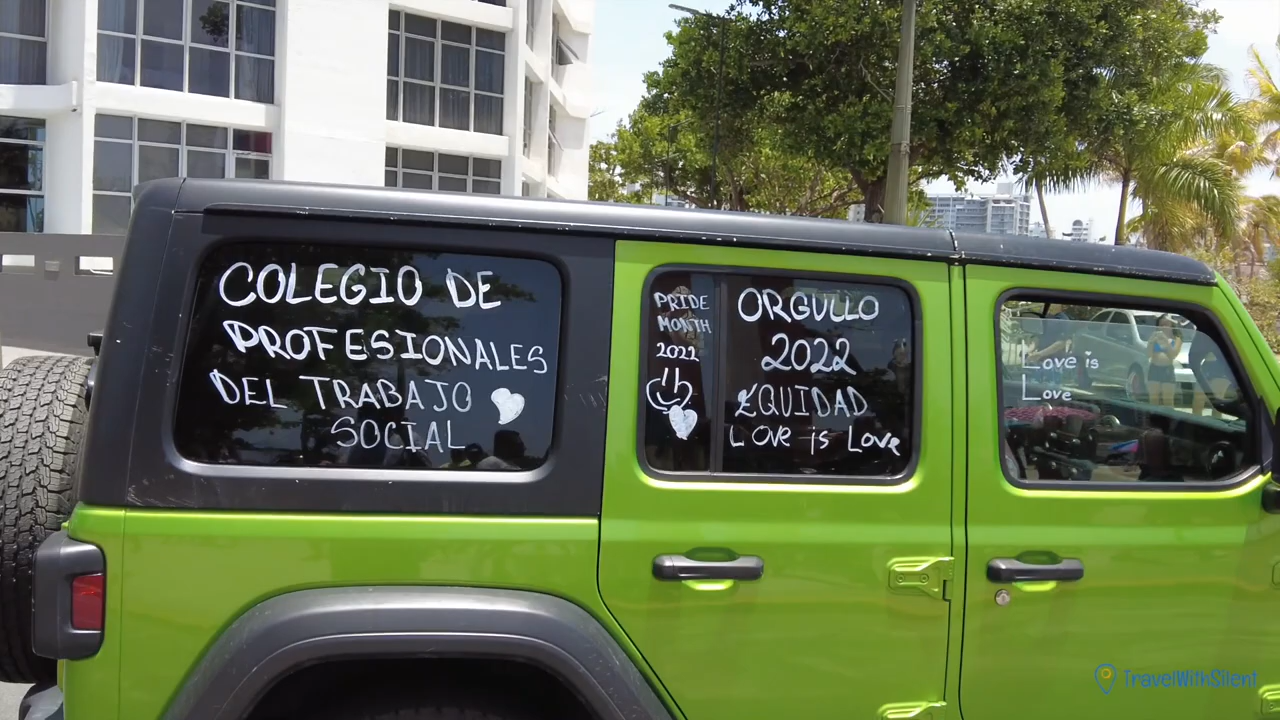 COLEGIO DE
PROFESIONALES
DEL TRABAJO
SOCIAL
PRIDE
MONTH
2022
ORGULLO
2022
EQUIDAD
LOVE is Love
Love is
Love
TravelWithSilent